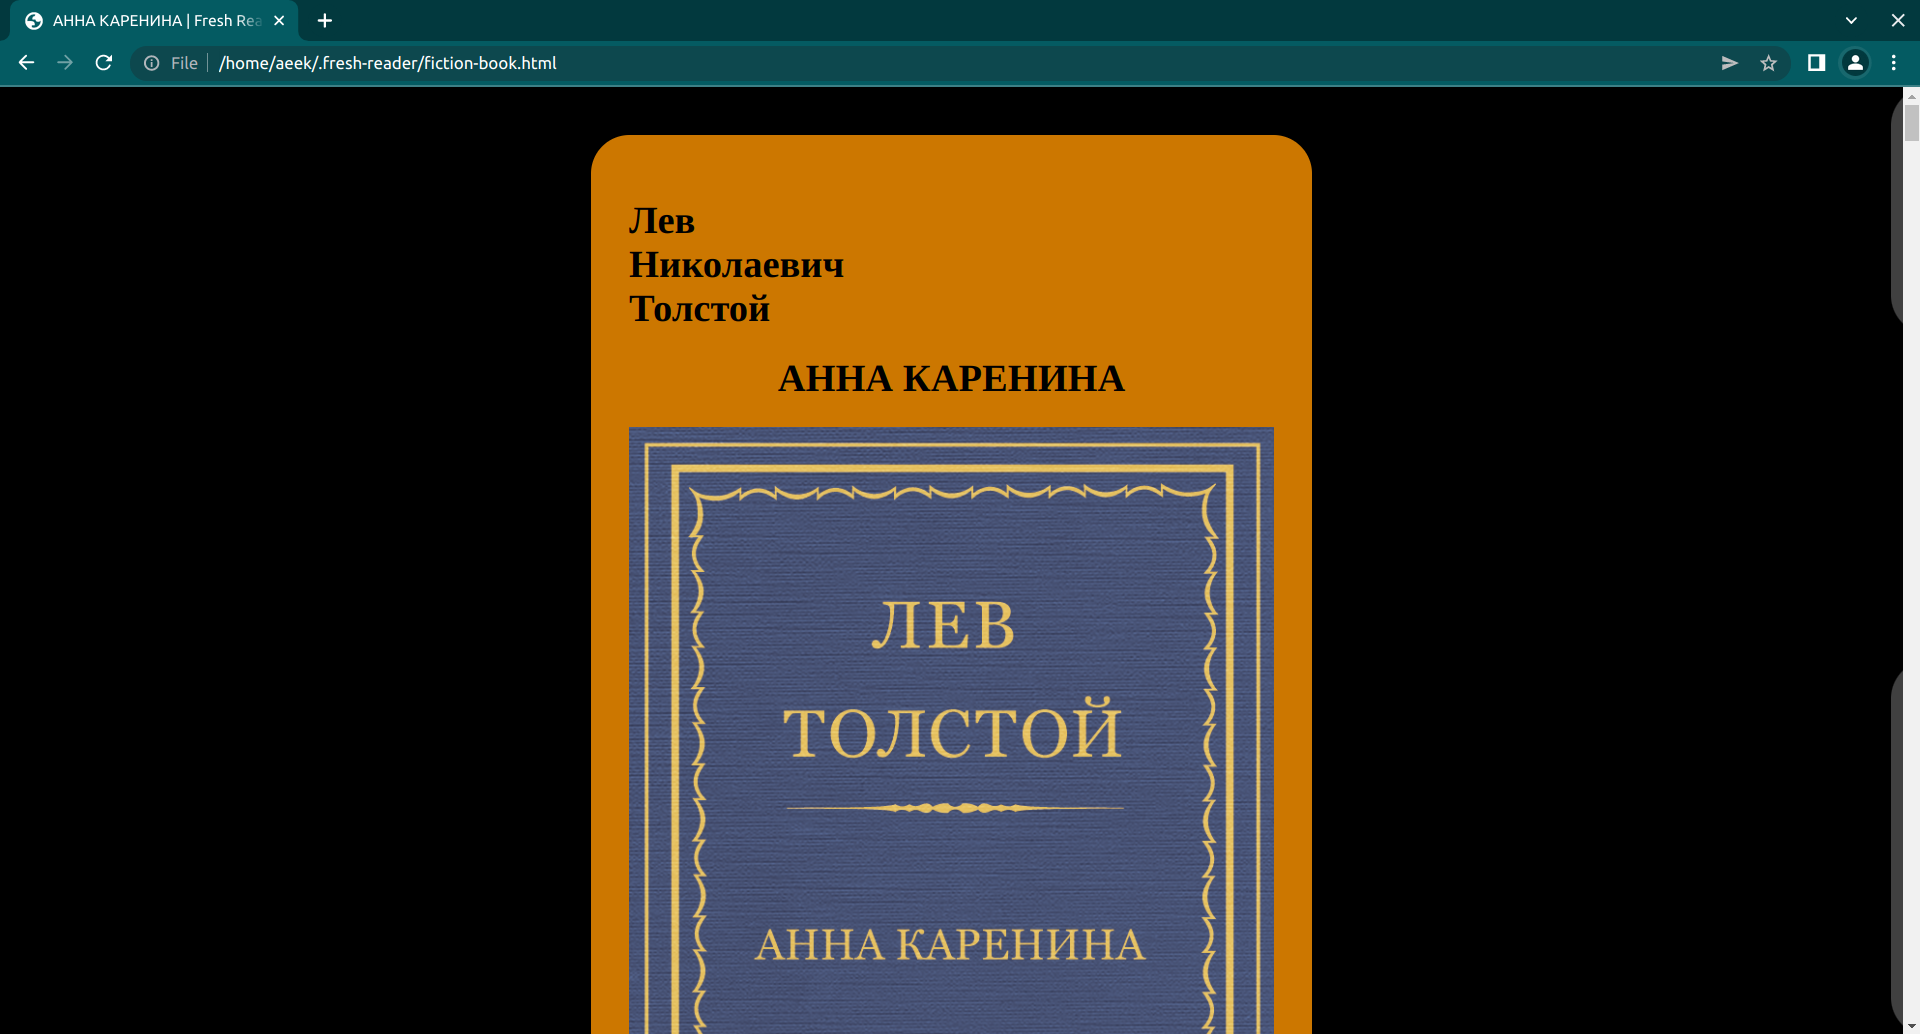 АННА КАРЕНИНА | Fresh Rea
File
/home/aeek/.fresh-reader/fiction-book.html
Лев
Николаевич
Толстой
АННА КАРЕНИНА
ЛЕВ
ТОЛСТОЙ
АННА КАРЕНИНА